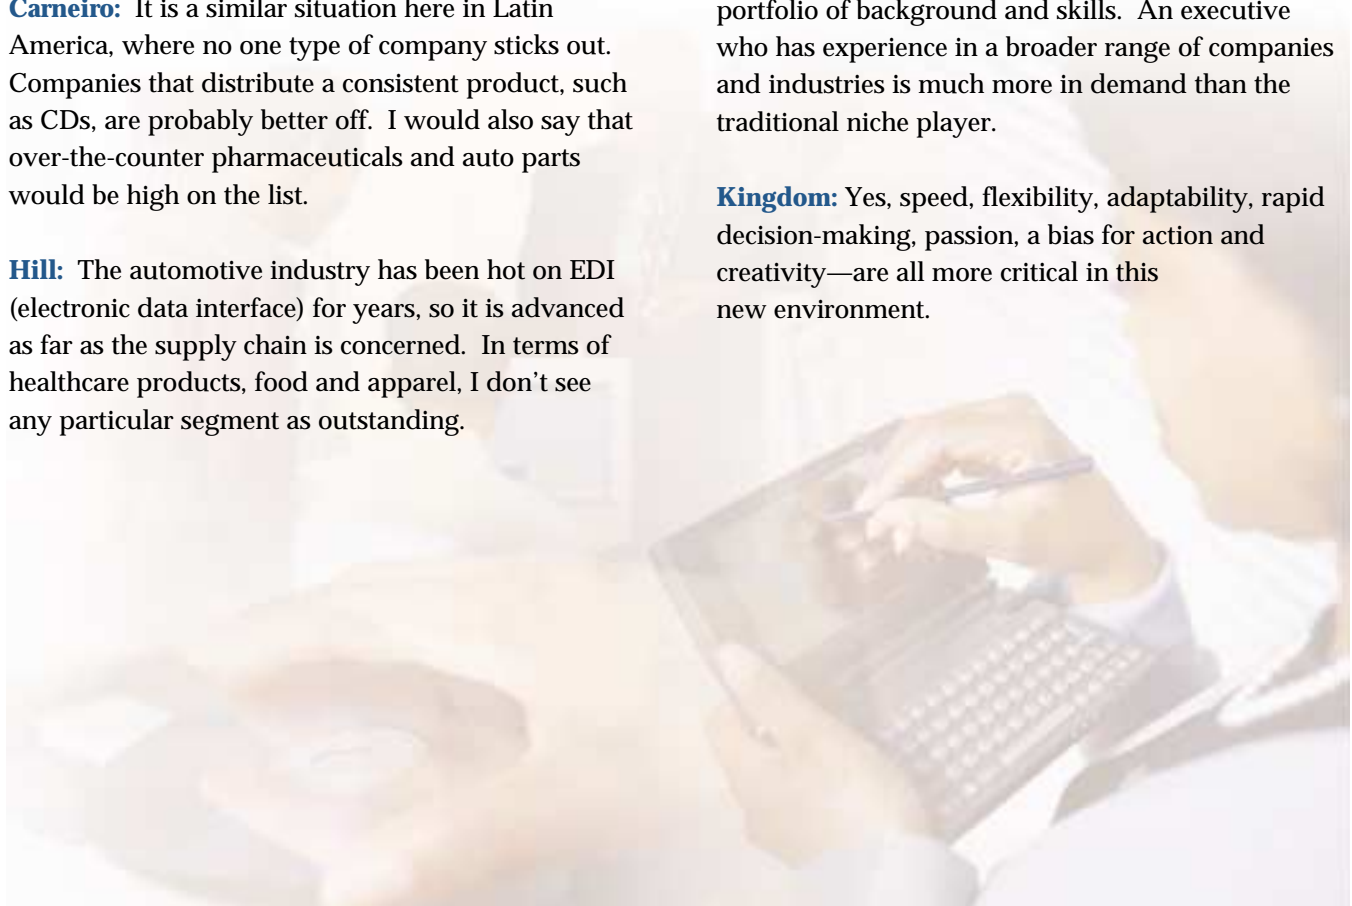 Carneiro: It is a similar situation here in Latin
America, where no one type of company sticks out.
Companies that distribute a consistent product, such
as CDs, are probably better off. I would also say that
over-the-counter pharmaceuticals and auto parts
would be high on the list.
Hill: The automotive industry has been hot on EDI
(electronic data interface) for years, so it is advanced
as far as the supply chain is concerned. In terms of
healthcare products, food and apparel, I don't see
any particular segment as outstanding.
portfolio of background and skills. An executive
who has experience in a broader range of companies
and industries is much more in demand than the
traditional niche player.
Kingdom: Yes, speed, flexibility, adaptability, rapid
decision-making, passion, a bias for action and
creativity—are all more critical in this
new environment.